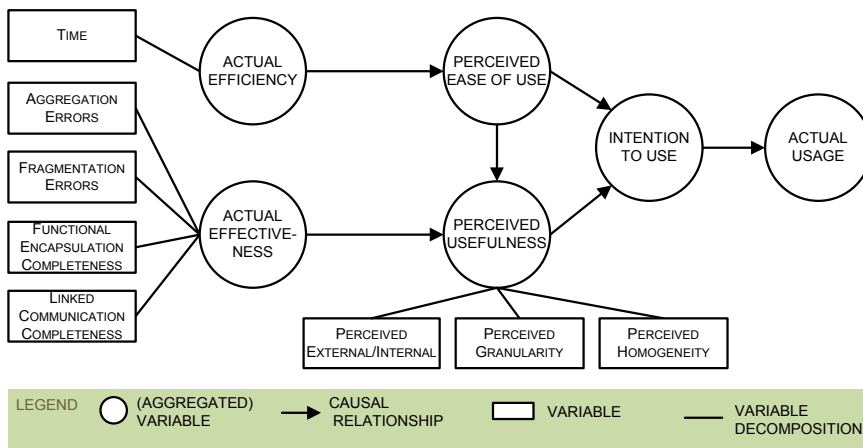 TIME
ACTUAL
EFFICIENCY
PERCEIVED
EASE OF USE
AGGREGATION
ERRORS
FRAGMENTATION
ERRORS
FUNCTIONAL
ENCAPSULATION
COMPLETENESS
LINKED
COMMUNICATION
COMPLETENESS
ACTUAL
EFFECTIVE-
NESS
PERCEIVED
USEFULNESS
INTENTION
TO USE
ACTUAL
USAGE
PERCEIVED
EXTERNAL/INTERNAL
PERCEIVED
GRANULARITY
PERCEIVED
HOMOGENEITY
LEGEND
(AGGREGATED)
VARIABLE
CAUSAL
RELATIONSHIP
VARIABLE
VARIABLE
DECOMPOSITION